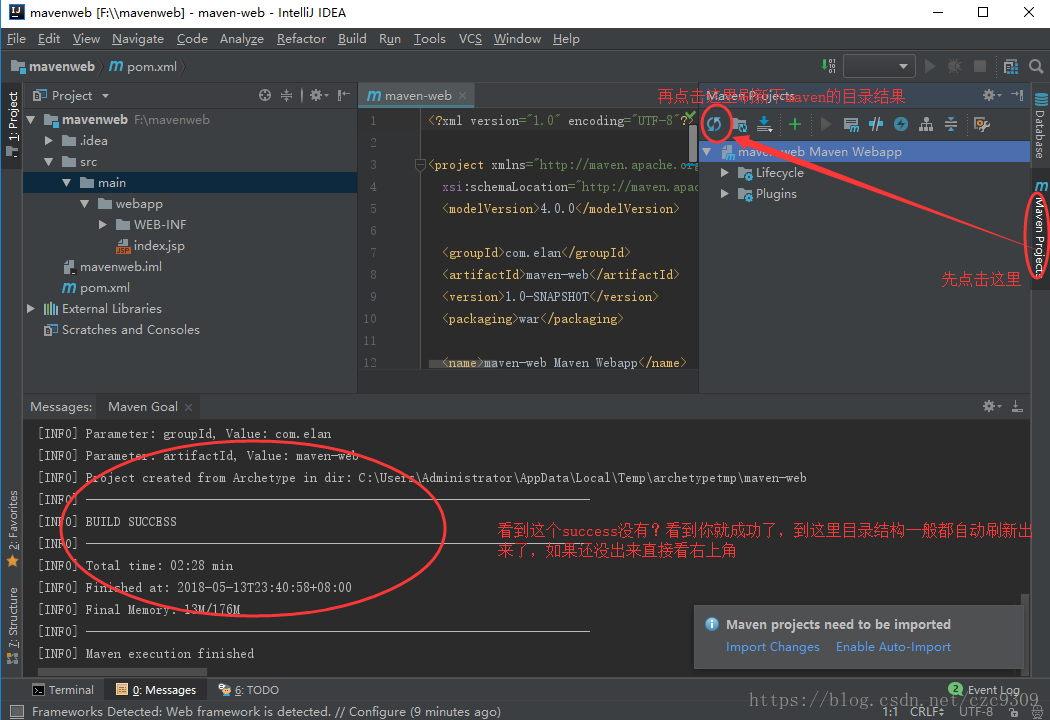 mavenweb [F:\\mavenweb] - maven-web - IntelliJ IDEA
File Edit View Navigate Code Analyze Refactor Build Run Tools VCS Window Help
mavenweb m pom.xml
Project
m maven-web
再点击这里刷新下maven的目录结果
1: Project
mavenweb F:\mavenweb
.idea
src
main
webapp
WEB-INF
index.jsp
mavenweb.iml
m pom.xml
External Libraries
Scratches and Consoles
1 <?xml version="1.0" encoding="UTF-8"?>
2
3 <project xmlns="http://maven.apache.org
4 xsi:schemaLocation="http://maven.apac
5 <modelVersion>4.0.0</modelVersion>
6
7 <groupId>com.elan</groupId>
8 <artifactId>maven-web</artifactId>
9 <version>1.0-SNAPSHOT</version>
10 <packaging>war</packaging>
11
12 <name>maven-web Maven Webapp</name>
maven-web Maven Webapp
Lifecycle
Plugins
Database
m Maven Projects
先点击这里
Messages: Maven Goal
[INFO] Parameter: groupId, Value: com.elan
[INFO] Parameter: artifactId, Value: maven-web
[INFO] Project created from Archetype in dir: C:\Users\Administrator\AppData\Local\Temp\archetypetmp\maven-web
[INFO]
[INFO] BUILD SUCCESS
[INFO]
[INFO] Total time: 02:28 min
[INFO] Finished at: 2018-05-13T23:40:58+08:00
[INFO] Final Memory: 13M/176M
[INFO]
[INFO] Maven execution finished
看到这个success没有？看到你就成功了，到这里目录结构一般都自动刷新出
来了，如果还没出来直接看右上角
2: Favorites
7: Structure
Maven projects need to be imported
Import Changes Enable Auto-Import
Terminal 0: Messages 6: TODO
2 Event Log
https://blog.csdn.net/czc9309
Frameworks Detected: Web framework is detected. // Configure (9 minutes ago)
1:1 CRLF UTF-8